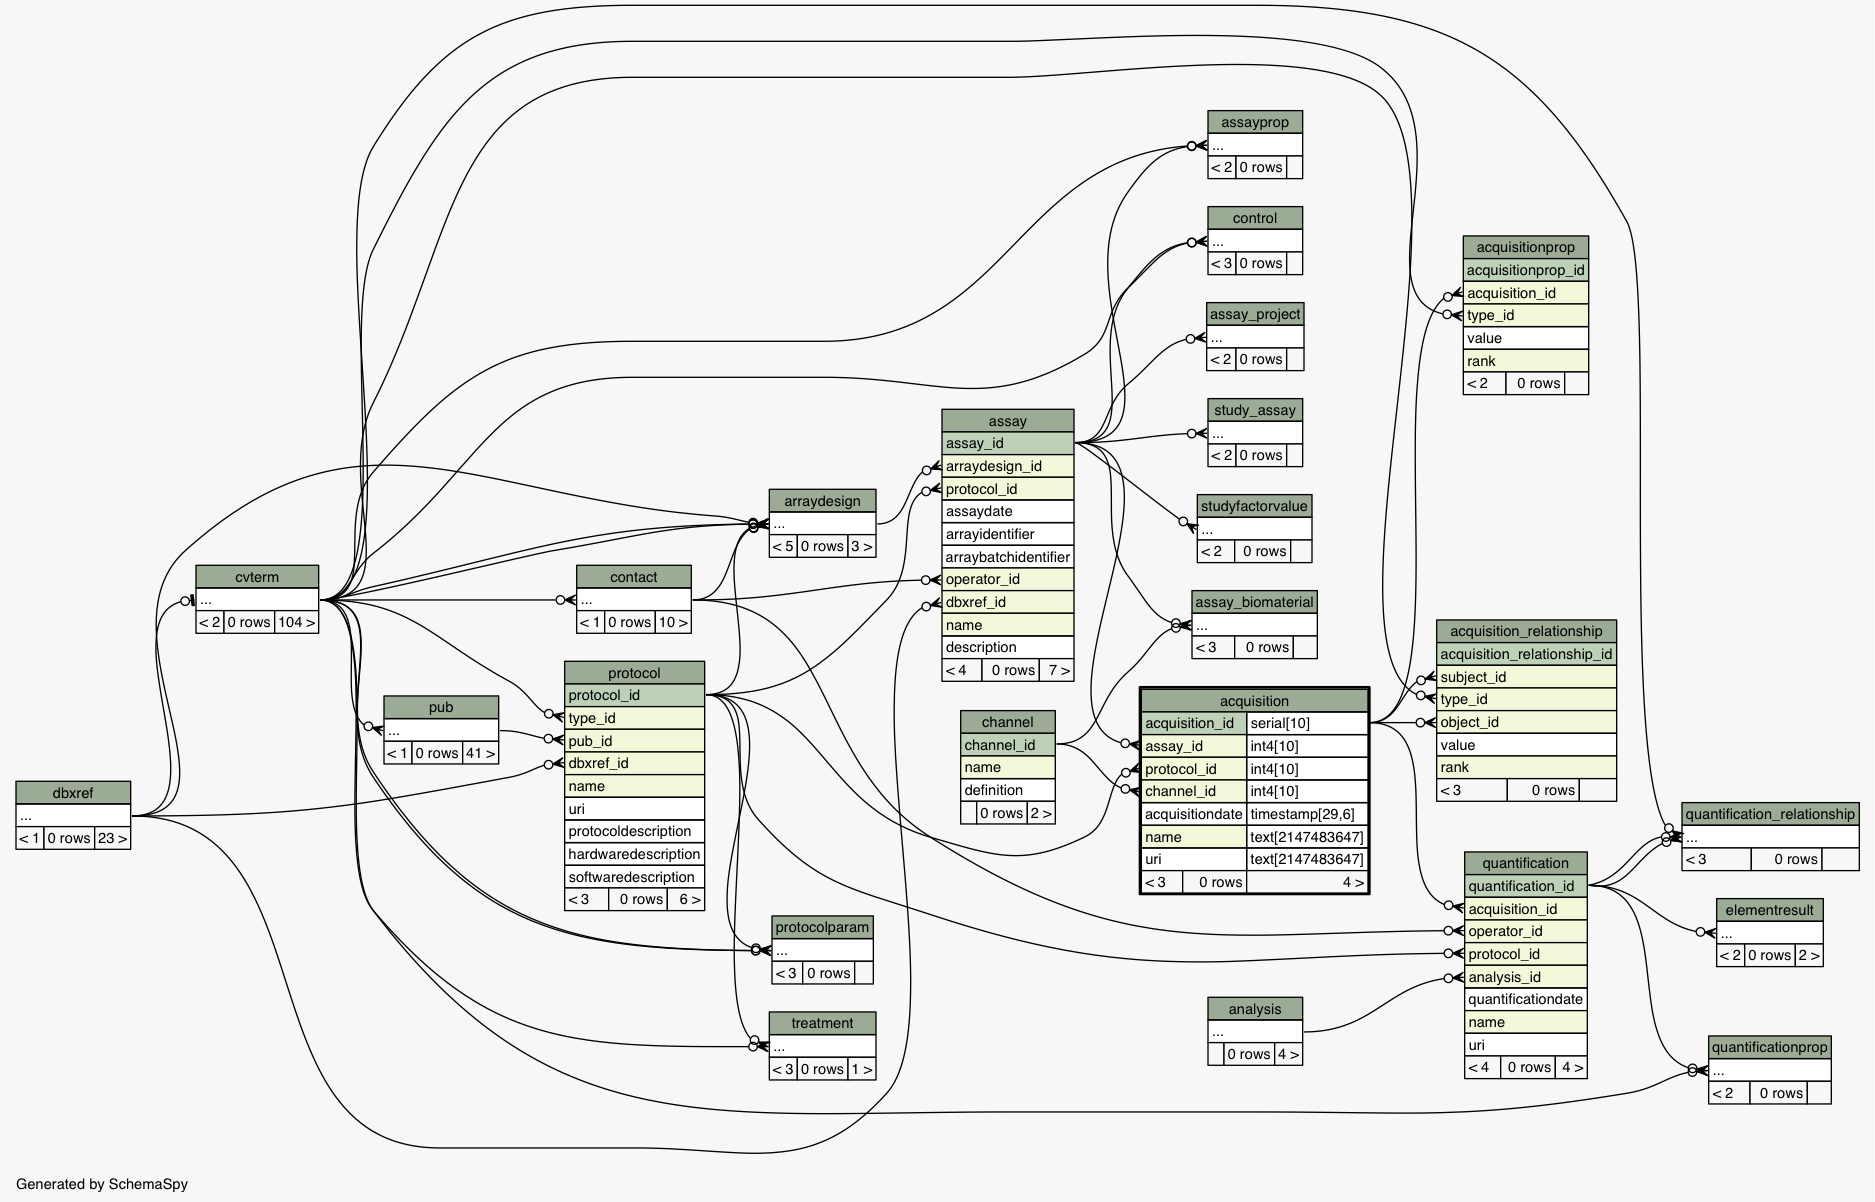 assayprop
...
< 2 0 rows
control
...
< 3 0 rows
assay_project
...
< 2 0 rows
study_assay
...
< 2 0 rows
studyfactorvalue
...
< 2 0 rows
assay_biomaterial
...
< 3 0 rows
acquisitionprop
acquisitionprop_id
acquisition_id
type_id
value
rank
< 2 0 rows
assay
assay_id
arraydesign_id
protocol_id
assaydate
arrayidentifier
arraybatchidentifier
operator_id
dbxref_id
name
description
< 4 0 rows 7 >
arraydesign
...
< 5 0 rows 3 >
cvterm
...
< 2 0 rows 104 >
contact
...
< 1 0 rows 10 >
protocol
protocol_id
type_id
pub_id
dbxref_id
name
uri
protocoldescription
hardwaredescription
softwaredescription
< 3 0 rows 6 >
pub
...
< 1 0 rows 41 >
dbxref
...
< 1 0 rows 23 >
channel
channel_id
name
definition
0 rows 2 >
acquisition
acquisition_id serial[10]
assay_id int4[10]
protocol_id int4[10]
channel_id int4[10]
acquisitiondate timestamp[29,6]
name text[2147483647]
uri text[2147483647]
< 3 0 rows 4 >
acquisition_relationship
acquisition_relationship_id
subject_id
type_id
object_id
value
rank
< 3 0 rows
quantification_relationship
...
< 3 0 rows
quantification
quantification_id
acquisition_id
operator_id
protocol_id
analysis_id
quantificationdate
name
uri
< 4 0 rows 4 >
elementresult
...
< 2 0 rows 2 >
protocolparam
...
< 3 0 rows
treatment
...
< 3 0 rows 1 >
analysis
...
0 rows 4 >
quantificationprop
...
< 2 0 rows
Generated by SchemaSpy